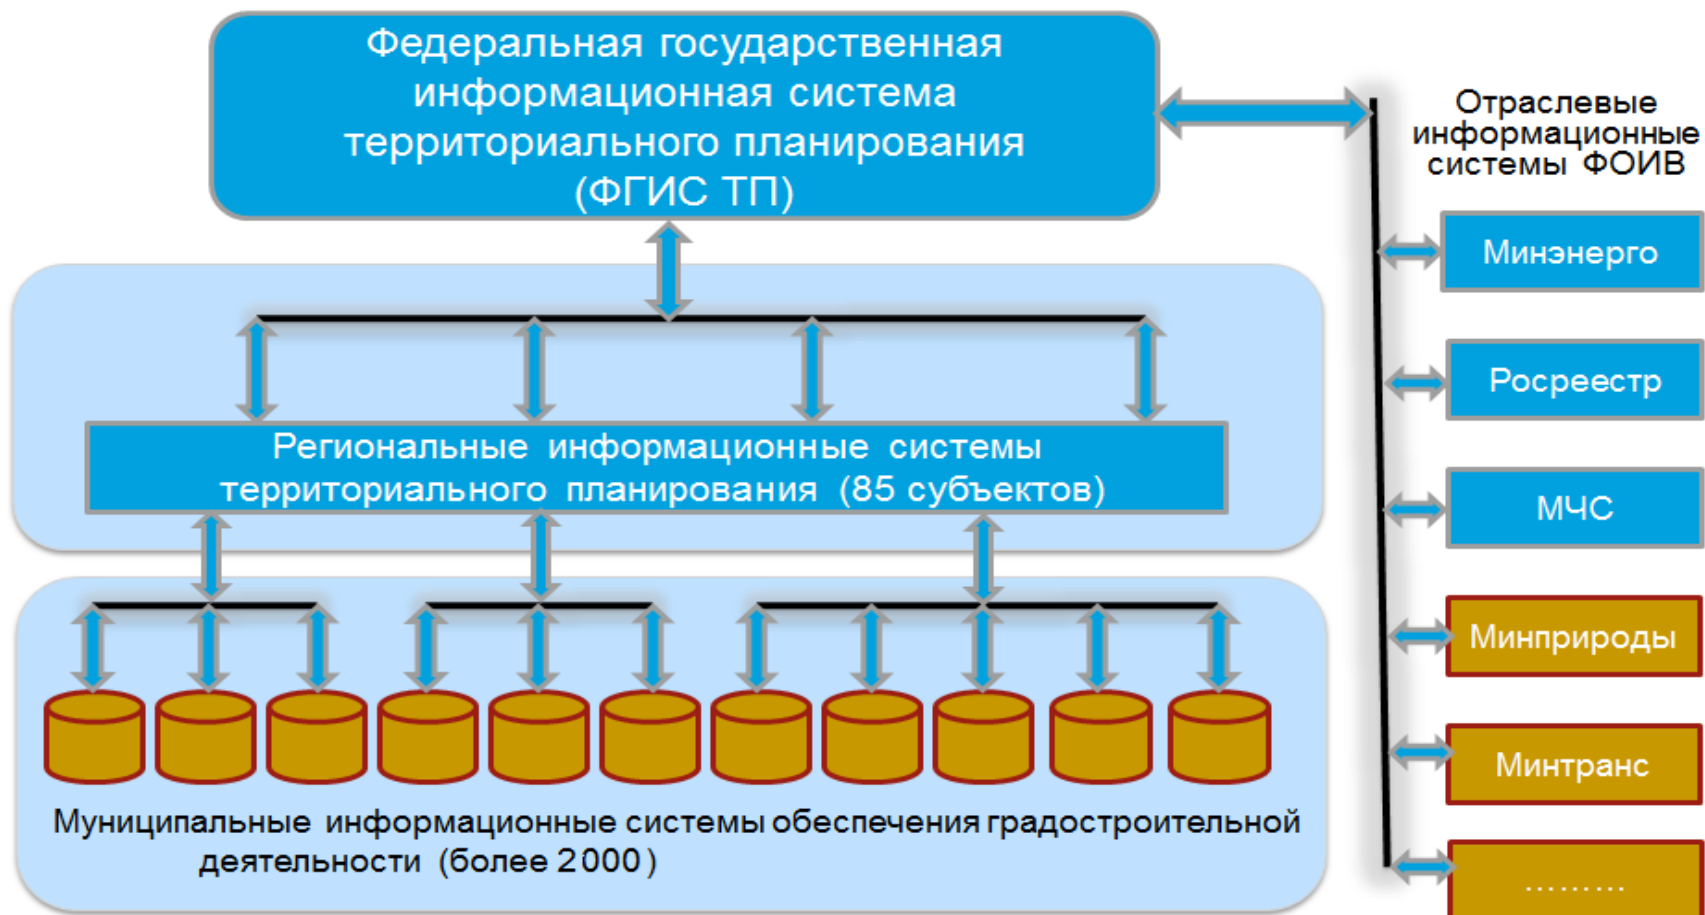 Федеральная государственная
информационная система
территориального планирования
(ФГИС ТП)
Отраслевые
информационные
системы ФОИВ
Минэнерго
Росреестр
МЧС
Минприроды
Минтранс
.........
Региональные информационные системы
территориального планирования (85 субъектов)
Муниципальные информационные системы обеспечения градостроительной
деятельности (более 2000)